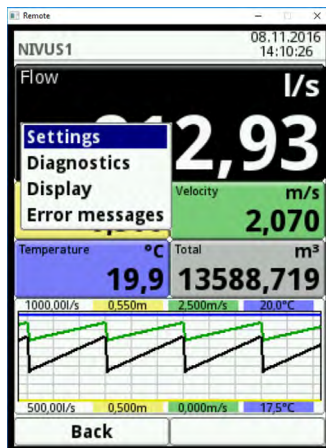 Remote
NIVUS1
08.11.2016
14:10:26
Flow
l/s
2,93
Settings
Diagnostics
Display
Error messages
Velocity
m/s
2,070
Temperature
°C
19,9
Total
m³
13588,719
1000,00l/s 0,550m 2,500m/s 20,0°C
500,00l/s 0,500m 0,000m/s 17,5°C
Back